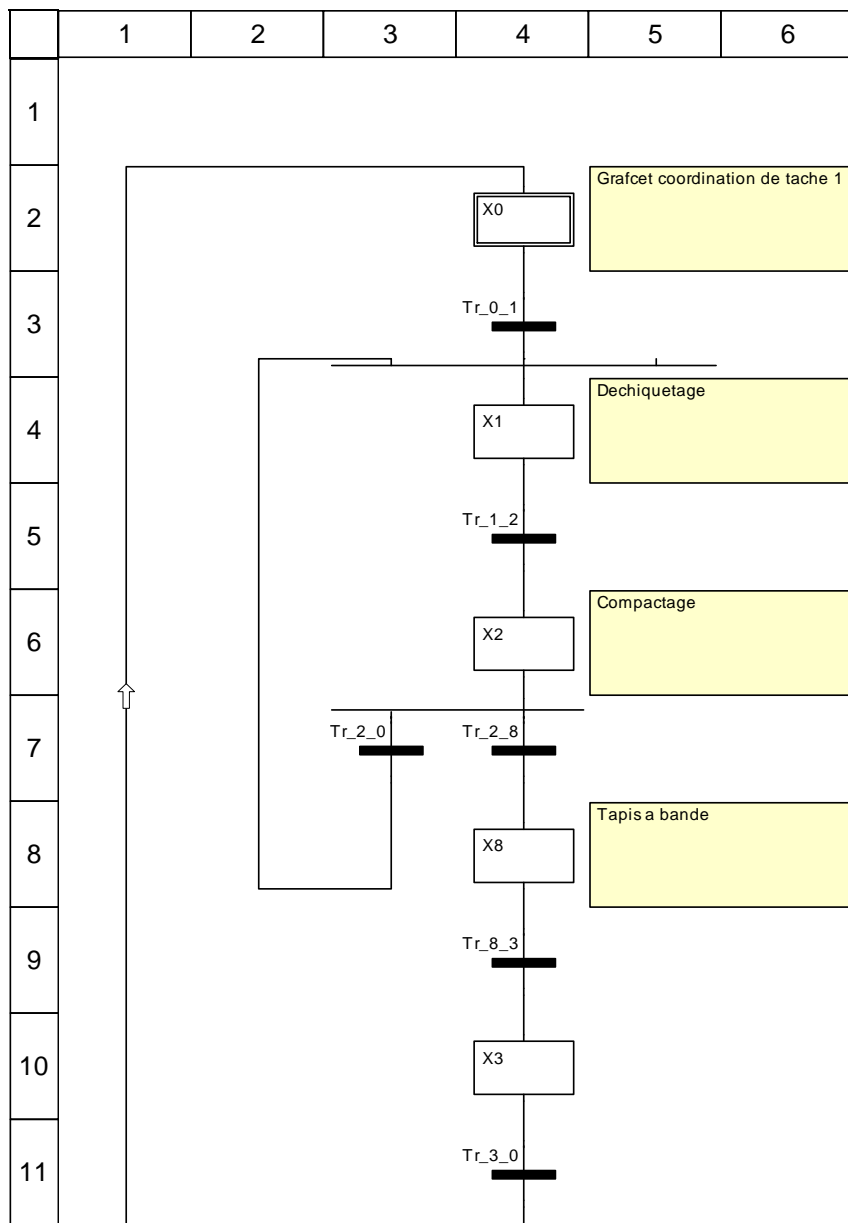 1 2 3 4 5 6
1
2
X0
Grafcet coordination de tache 1
3
Tr_0_1
4
X1
Dechiquetage
5
Tr_1_2
6
X2
Compactage
7
Tr_2_0 Tr_2_8
8
X8
Tapis a bande
9
Tr_8_3
10
X3
11
Tr_3_0